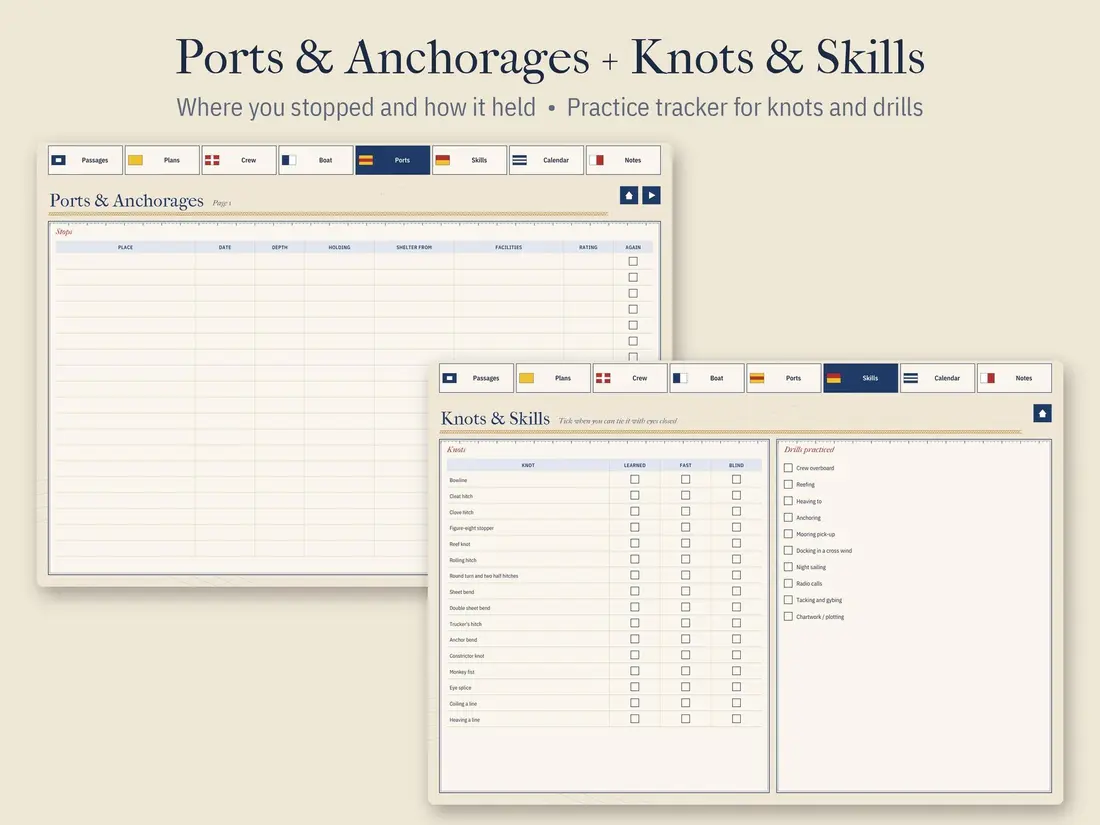 Ports & Anchorages + Knots & Skills
Where you stopped and how it held • Practice tracker for knots and drills
Passages Plans Crew Boat Ports Skills Calendar Notes
Ports & Anchorages Page 1
Stops
PLACE DATE DEPTH HOLDING SHELTER FROM FACILITIES RATING AGAIN
Passages Plans Crew Boat Ports Skills Calendar Notes
Knots & Skills Tick when you can tie it with eyes closed
Knots
KNOT LEARNED FAST BLIND
Bowline
Cleat hitch
Clove hitch
Figure-eight stopper
Reef knot
Rolling hitch
Round turn and two half hitches
Sheet bend
Double sheet bend
Trucker's hitch
Anchor bend
Constrictor knot
Monkey fist
Eye splice
Coiling a line
Heaving a line
Drills practiced
Crew overboard
Reefing
Heaving to
Anchoring
Mooring pick-up
Docking in a cross wind
Night sailing
Radio calls
Tacking and gybing
Chartwork / plotting